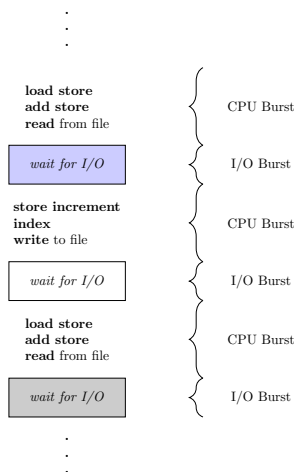 load store
add store
read from file
CPU Burst
wait for I/O
I/O Burst
store increment
index
write to file
CPU Burst
wait for I/O
I/O Burst
load store
add store
read from file
CPU Burst
wait for I/O
I/O Burst